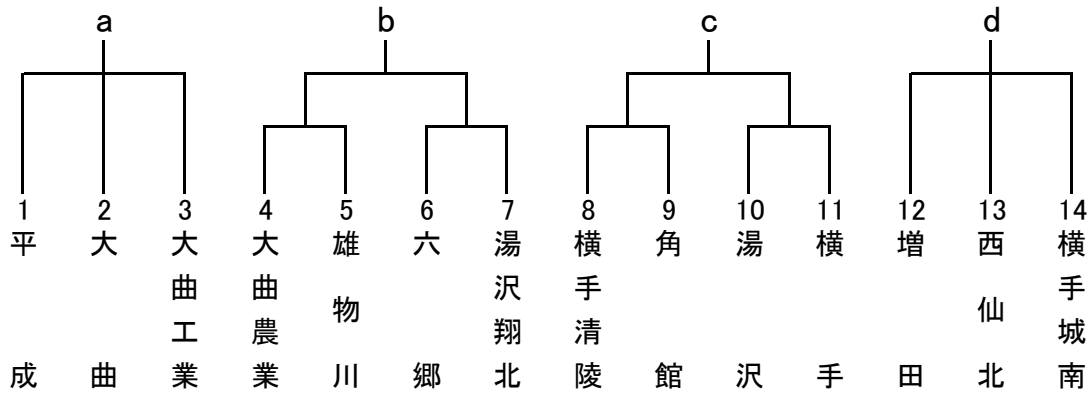 a b c d
1 2 3 4 5 6 7 8 9 10 11 12 13 14
平成
大曲
大曲工業
大曲農業
雄物川
六郷
湯沢翔北
横手清陵
角館
湯沢
横手
増田
西仙北
横手城南